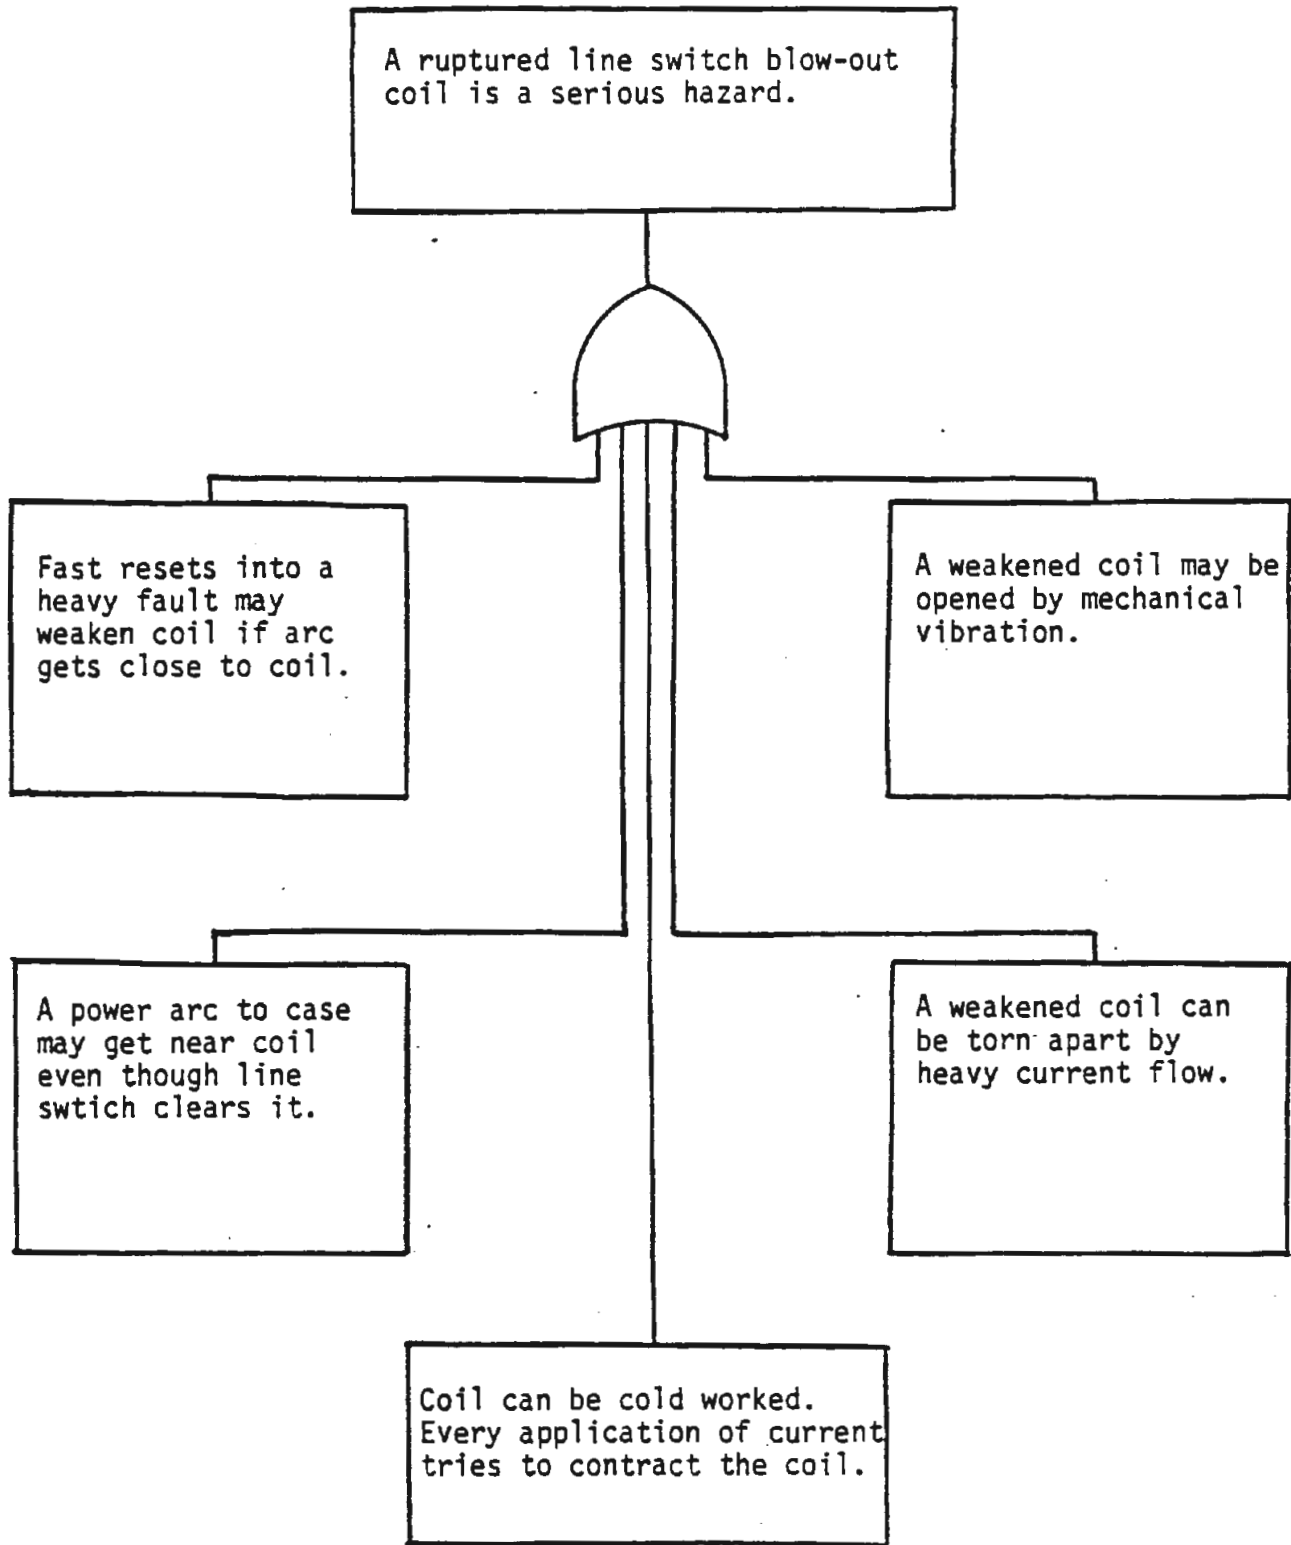 A ruptured line switch blow-out
coil is a serious hazard.
Fast resets into a
heavy fault may
weaken coil if arc
gets close to coil.
A weakened coil may be
opened by mechanical
vibration.
A power arc to case
may get near coil
even though line
swtich clears it.
A weakened coil can
be torn apart by
heavy current flow.
Coil can be cold worked.
Every application of current
tries to contract the coil.